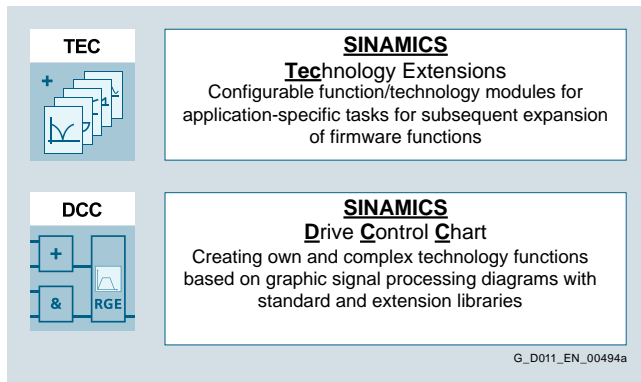 TEC
+
SINAMICS
Technology Extensions
Configurable function/technology modules for
application-specific tasks for subsequent expansion
of firmware functions
DCC
+
&
RGE
SINAMICS
Drive Control Chart
Creating own and complex technology functions
based on graphic signal processing diagrams with
standard and extension libraries
G_D011_EN_00494a